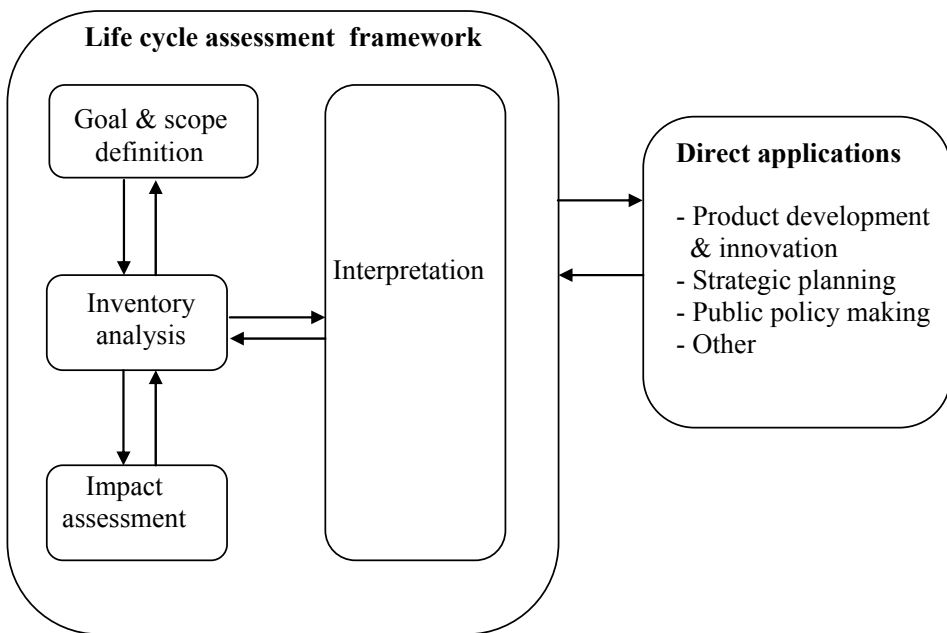 Life cycle assessment framework
Goal & scope
definition
Inventory
analysis
Impact
assessment
Interpretation
Direct applications
- Product development
& innovation
- Strategic planning
- Public policy making
- Other